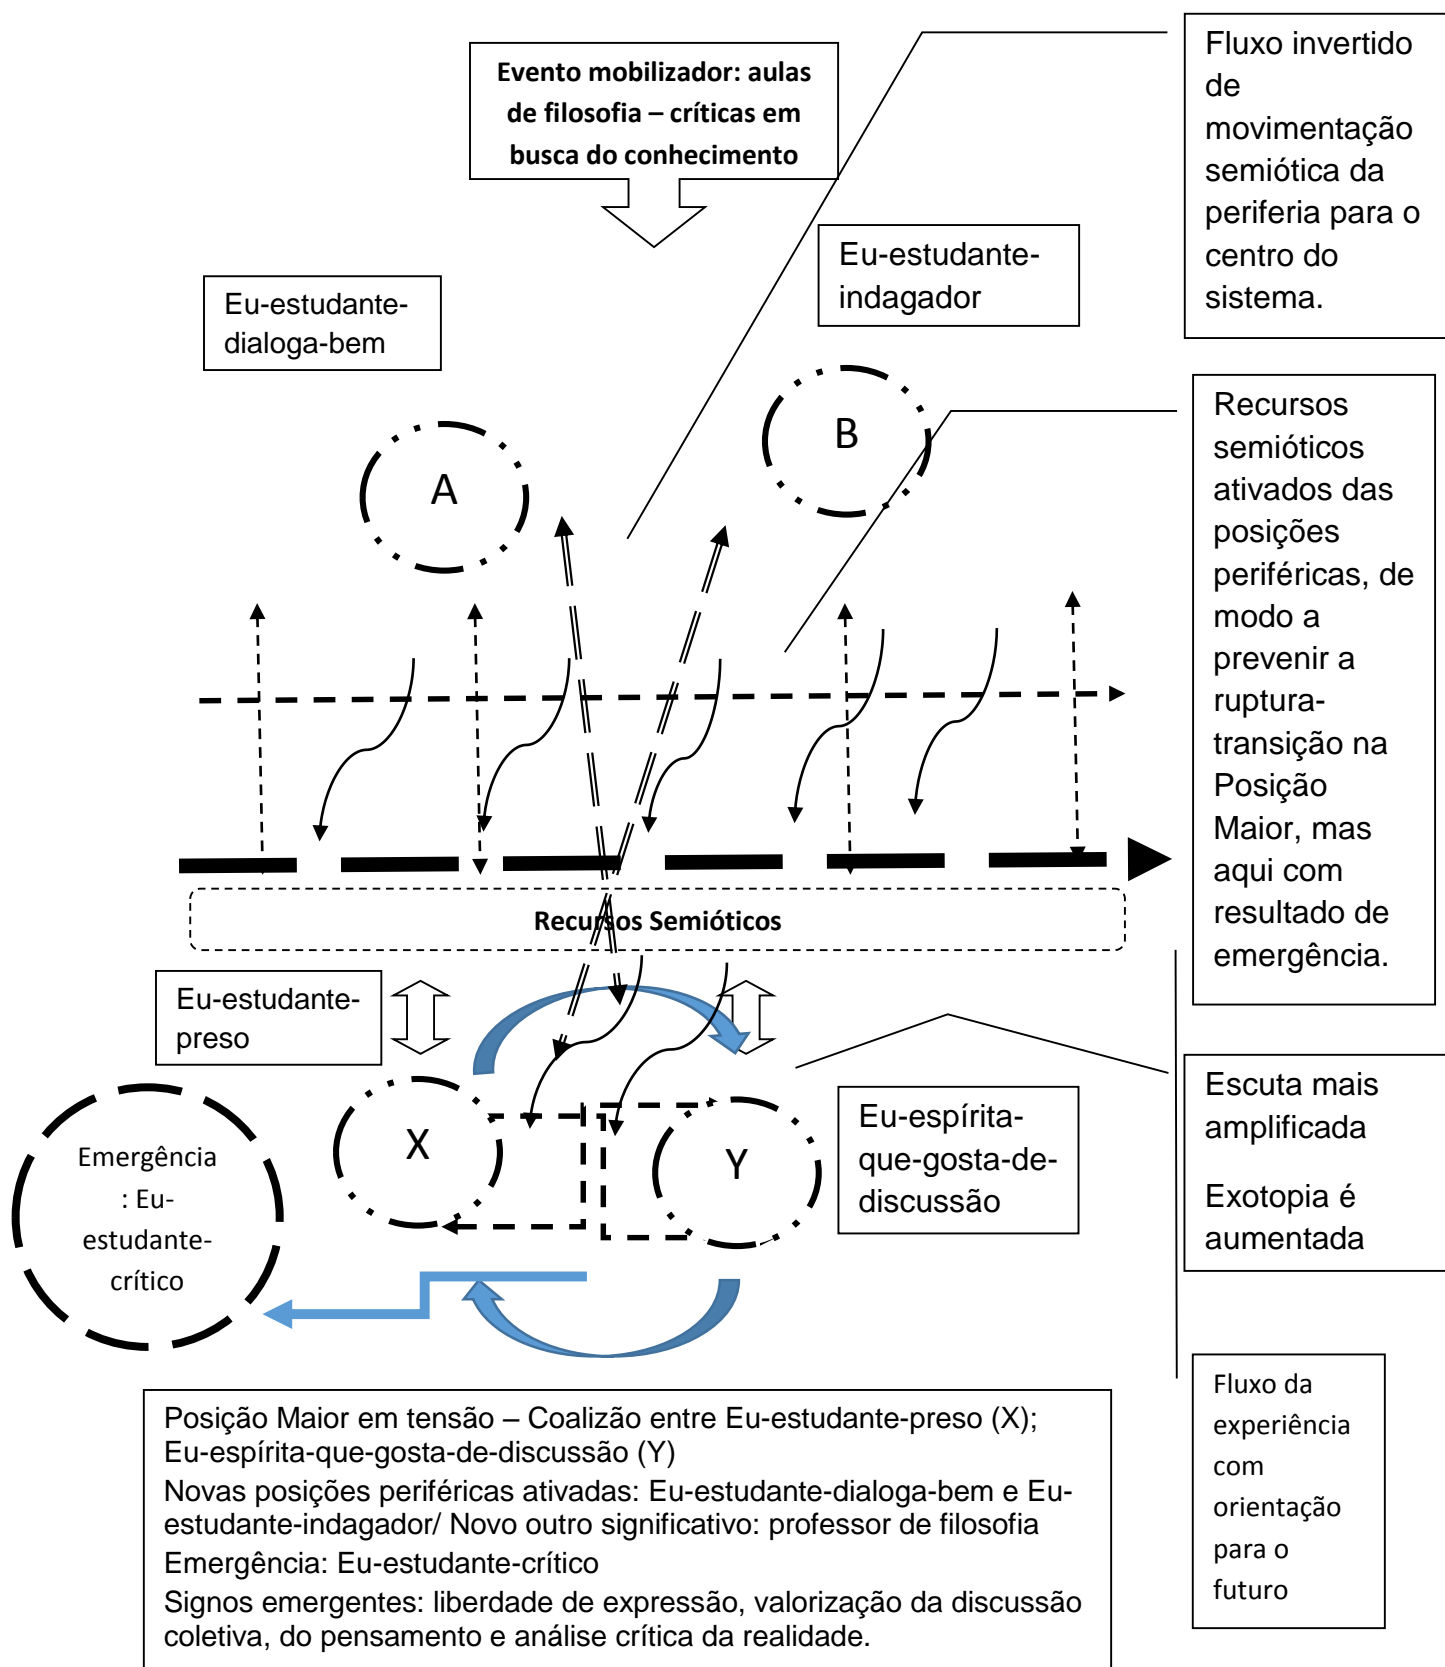 Evento mobilizador: aulas
de filosofia – críticas em
busca do conhecimento
Fluxo invertido
de
movimentação
semiótica da
periferia para o
centro do
sistema.
Eu-estudante-
dialoga-bem
Eu-estudante-
indagador
A
B
Recursos
semióticos
ativados das
posições
periféricas, de
modo a
prevenir a
ruptura-
transição na
Posição
Maior, mas
aqui com
resultado de
emergência.
Recursos Semióticos
Eu-estudante-
preso
X
Y
Eu-espírita-
que-gosta-de-
discussão
Escuta mais
amplificada
Exotopia é
aumentada
Emergência
: Eu-
estudante-
crítico
Fluxo da
experiência
com
orientação
para o
futuro
Posição Maior em tensão – Coalizão entre Eu-estudante-preso (X);
Eu-espírita-que-gosta-de-discussão (Y)
Novas posições periféricas ativadas: Eu-estudante-dialoga-bem e Eu-
estudante-indagador/ Novo outro significativo: professor de filosofia
Emergência: Eu-estudante-crítico
Signos emergentes: liberdade de expressão, valorização da discussão
coletiva, do pensamento e análise crítica da realidade.